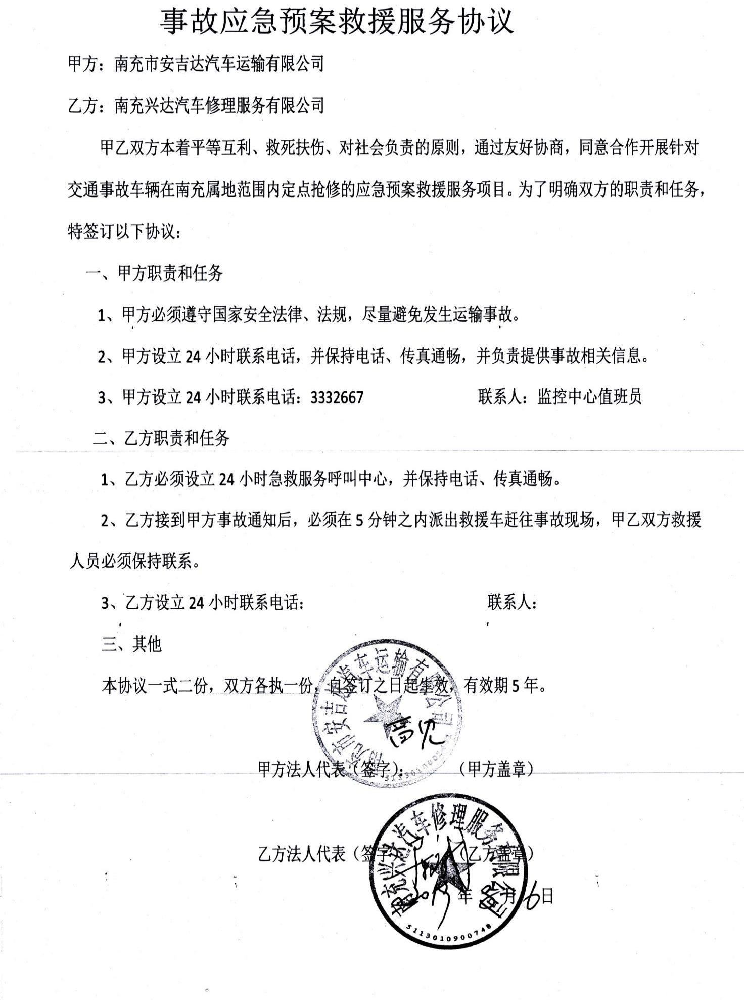 事故应急预案救援服务协议
甲方：南充市安吉达汽车运输有限公司
乙方：南充兴达汽车修理服务有限公司
甲乙双方本着平等互利、救死扶伤、对社会负责的原则，通过友好协商，同意合作开展针对
交通事故车辆在南充属地范围内定点抢修的应急预案救援服务项目。为了明确双方的职责和任务，
特签订以下协议：
一、甲方职责和任务
1、甲方必须遵守国家安全法律、法规，尽量避免发生运输事故。
2、甲方设立 24 小时联系电话，并保持电话、传真通畅，并负责提供事故相关信息。
3、甲方设立 24 小时联系电话：3332667 联系人：监控中心值班员
二、乙方职责和任务
1、乙方必须设立 24 小时急救服务呼叫中心，并保持电话、传真通畅。
2、乙方接到甲方事故通知后，必须在 5 分钟之内派出救援车赶往事故现场，甲乙双方救援
人员必须保持联系。
3、乙方设立 24 小时联系电话： 联系人：
三、其他
本协议一式二份，双方各执一份，自签订之日起生效，有效期 5 年。
南充市安吉达汽车运输有限公司
甲方法人代表（签字）： （甲方盖章）
南充兴达汽车修理服务有限公司
乙方法人代表（签字） （乙方盖章）
年 月 6 日
5113010900748